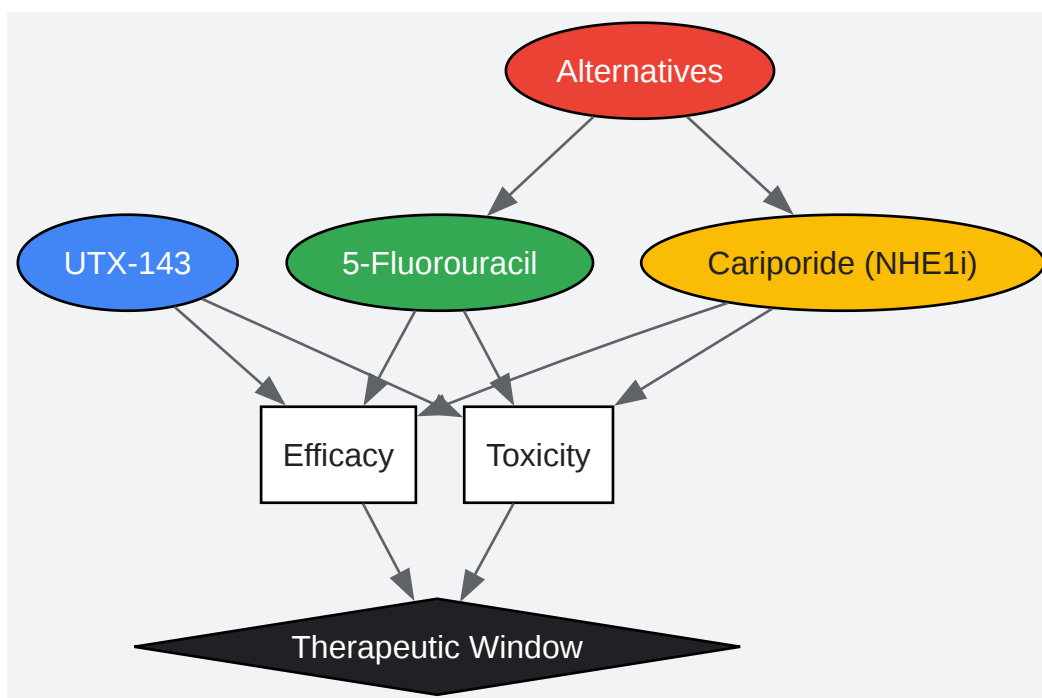 Alternatives
UTX-143
5-Fluorouracil
Cariporide (NHE1i)
Efficacy
Toxicity
Therapeutic Window